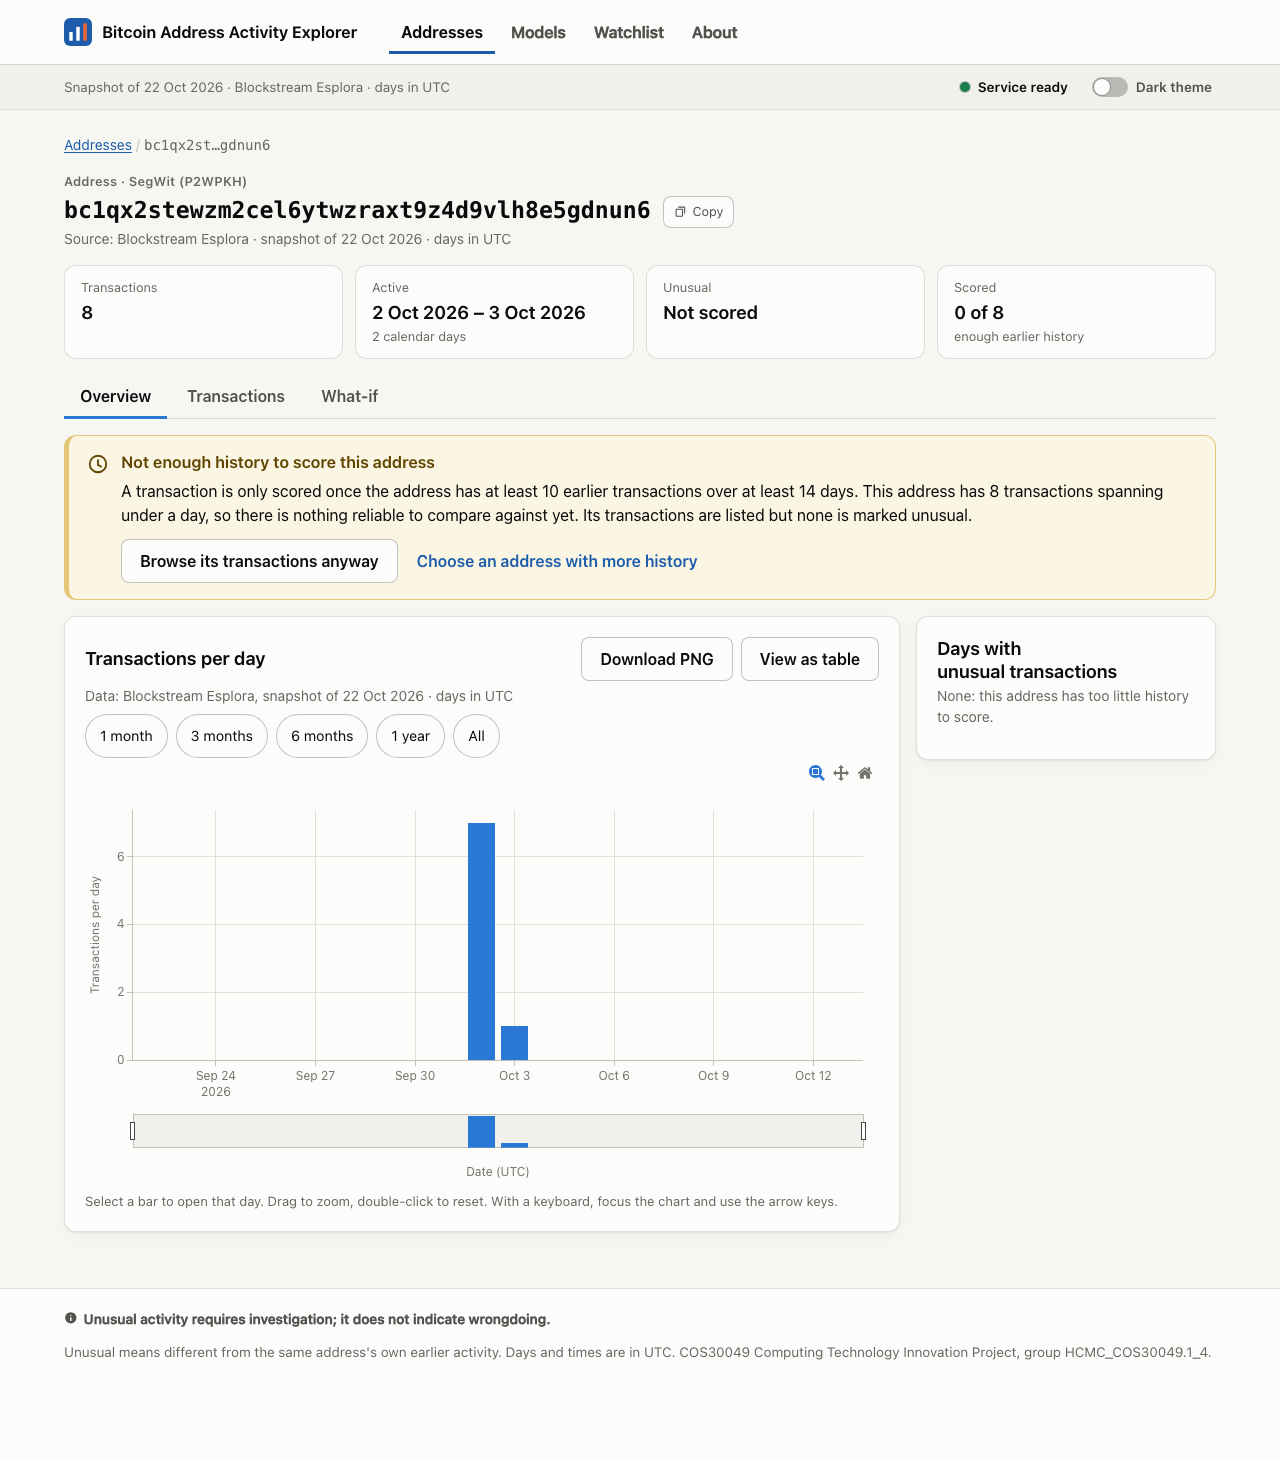 Bitcoin Address Activity Explorer
Addresses
Models
Watchlist
About
Snapshot of 22 Oct 2026 · Blockstream Esplora · days in UTC
Service ready
Dark theme
Addresses / bc1qx2st…gdnun6
Address · SegWit (P2WPKH)
bc1qx2stewzm2cel6ytwzraxt9z4d9vlh8e5gdnun6
Copy
Source: Blockstream Esplora · snapshot of 22 Oct 2026 · days in UTC
Transactions
8
Active
2 Oct 2026 – 3 Oct 2026
2 calendar days
Unusual
Not scored
Scored
0 of 8
enough earlier history
Overview
Transactions
What-if
Not enough history to score this address
A transaction is only scored once the address has at least 10 earlier transactions over at least 14 days. This address has 8 transactions spanning
under a day, so there is nothing reliable to compare against yet. Its transactions are listed but none is marked unusual.
Browse its transactions anyway
Choose an address with more history
Transactions per day
Download PNG
View as table
Data: Blockstream Esplora, snapshot of 22 Oct 2026 · days in UTC
1 month
3 months
6 months
1 year
All
Transactions per day
6
4
2
0
Sep 24
2026
Sep 27
Sep 30
Oct 3
Oct 6
Oct 9
Oct 12
Date (UTC)
Select a bar to open that day. Drag to zoom, double-click to reset. With a keyboard, focus the chart and use the arrow keys.
Days with
unusual transactions
None: this address has too little history
to score.
Unusual activity requires investigation; it does not indicate wrongdoing.
Unusual means different from the same address's own earlier activity. Days and times are in UTC. COS30049 Computing Technology Innovation Project, group HCMC_COS30049.1_4.